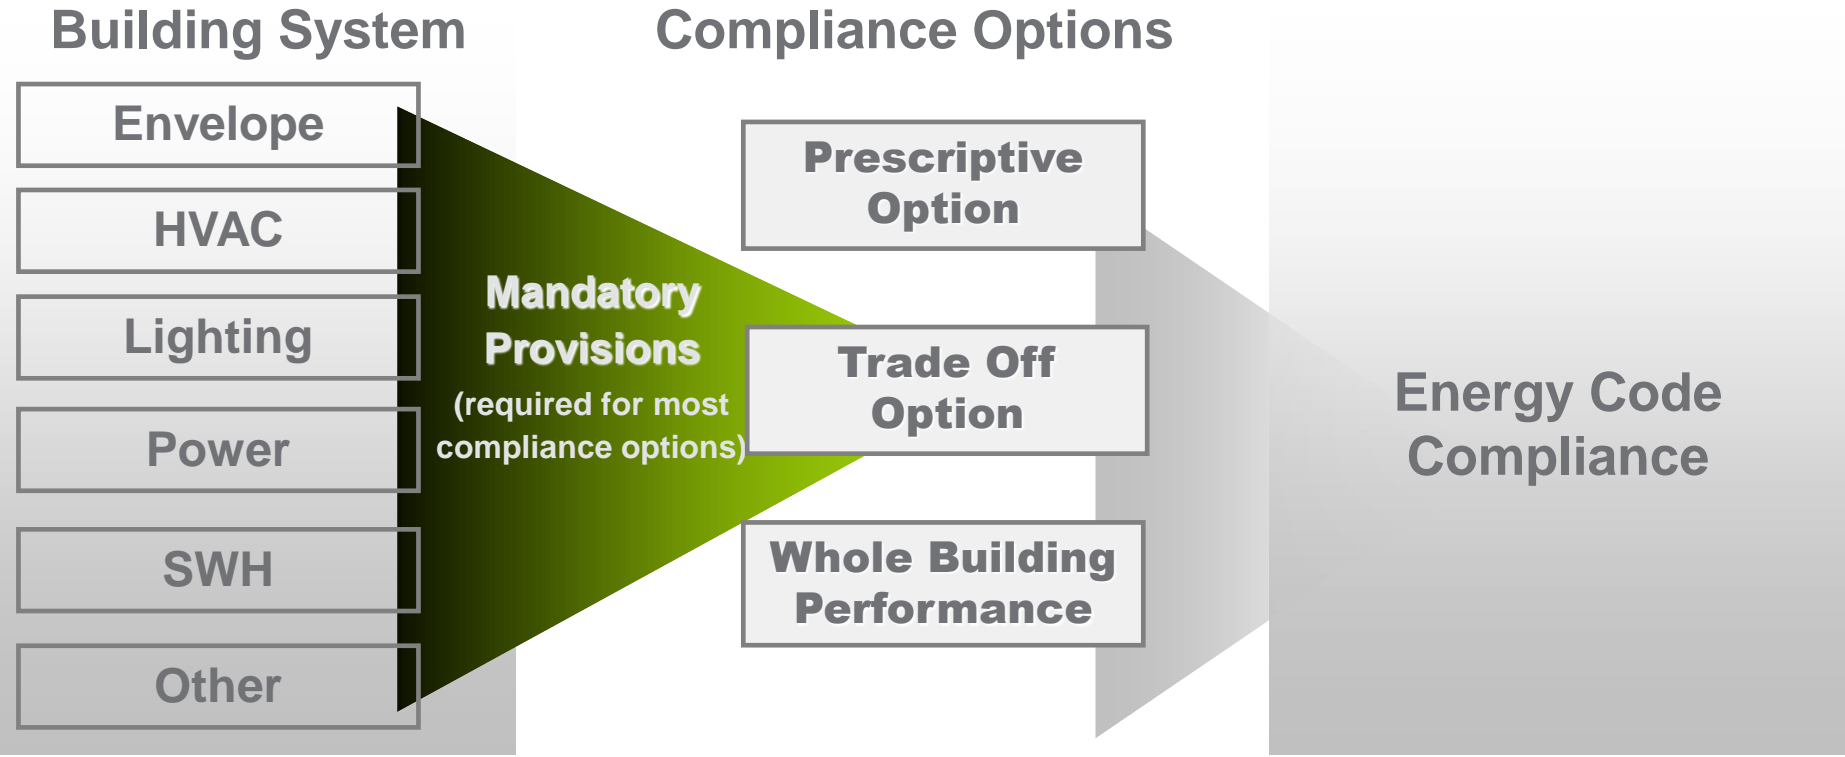 Building System
Compliance Options
Envelope
HVAC
Lighting
Power
SWH
Other
Mandatory
Provisions
(required for most
compliance options)
Prescriptive
Option
Trade Off
Option
Whole Building
Performance
Energy Code
Compliance